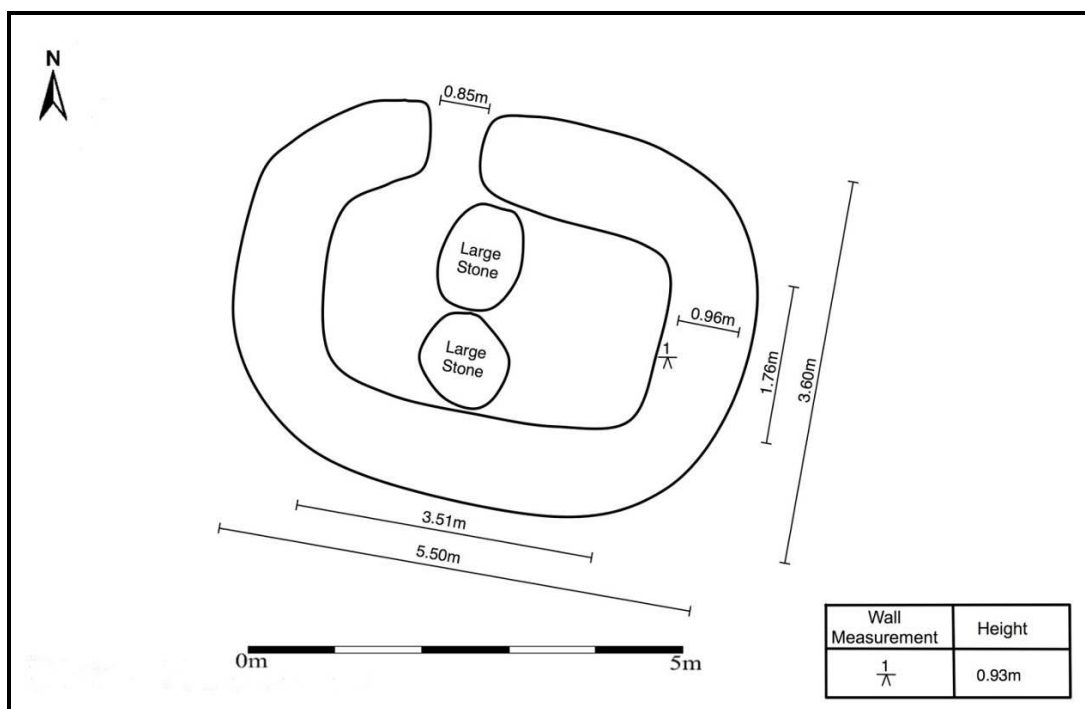 N
0.85m
Large
Stone
Large
Stone
0.96m
1
1.76m
3.60m
3.51m
5.50m
0m
5m
Wall
Measurement
Height
1
0.93m